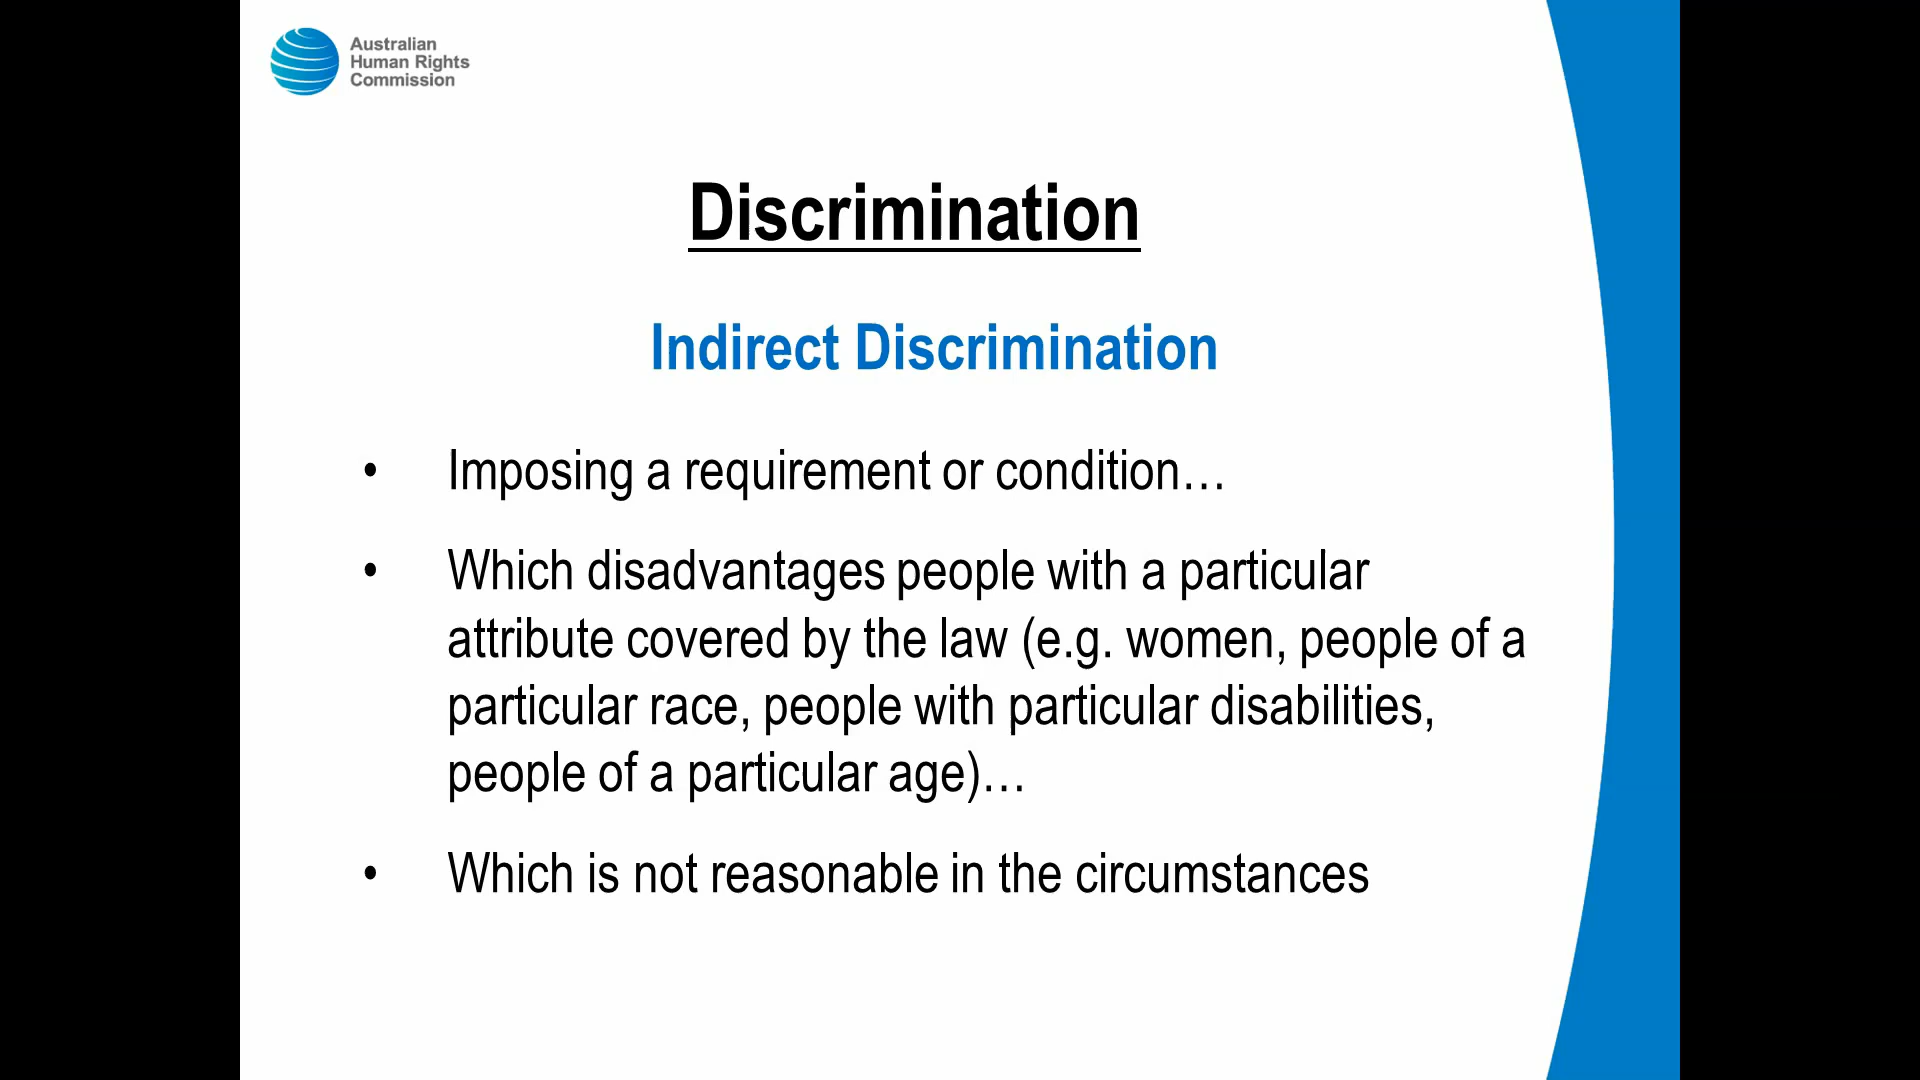 Australian
Human Rights
Commission
Discrimination
Indirect Discrimination
• Imposing a requirement or condition…
• Which disadvantages people with a particular
attribute covered by the law (e.g. women, people of a
particular race, people with particular disabilities,
people of a particular age)…
• Which is not reasonable in the circumstances